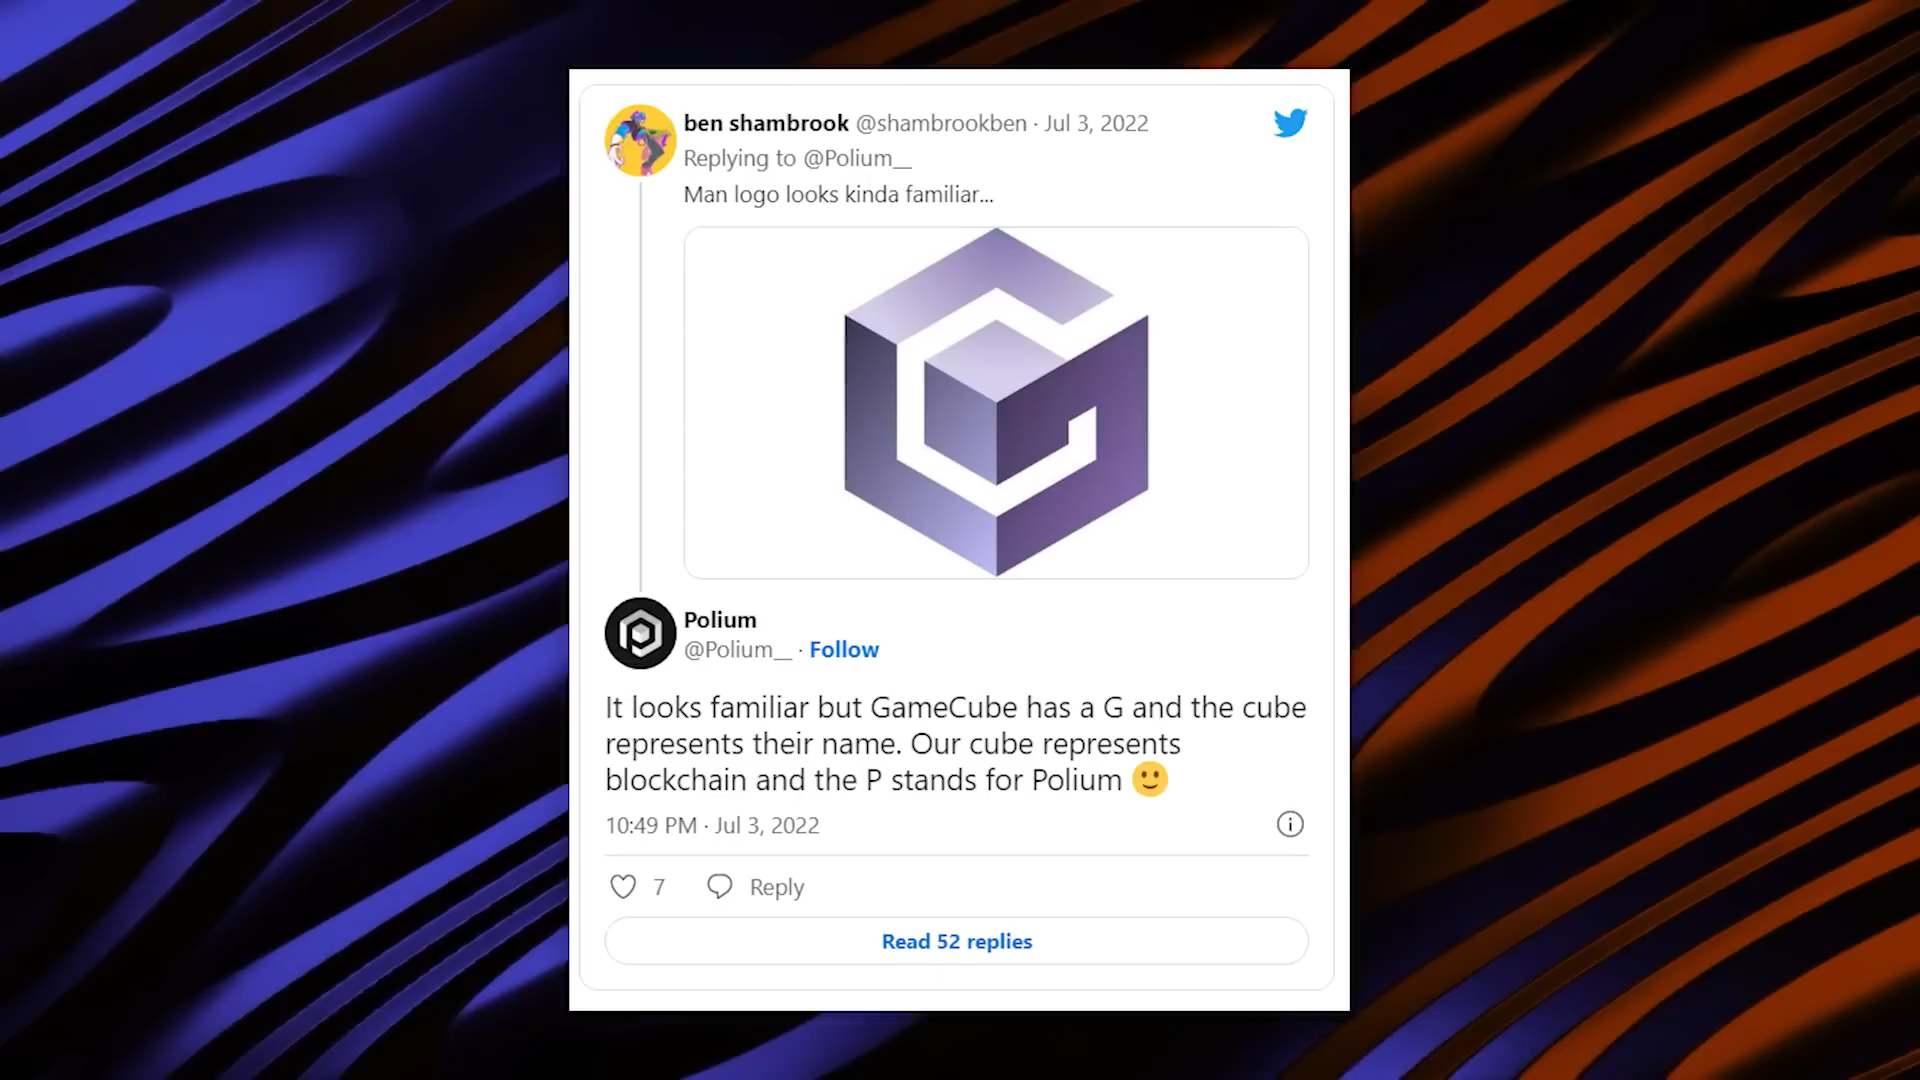 ben shambrook @shambrookben · Jul 3, 2022
Replying to @Polium__
Man logo looks kinda familiar...
Polium
@Polium__ · Follow
It looks familiar but GameCube has a G and the cube
represents their name. Our cube represents
blockchain and the P stands for Polium 🙂
10:49 PM · Jul 3, 2022
7 Reply
Read 52 replies